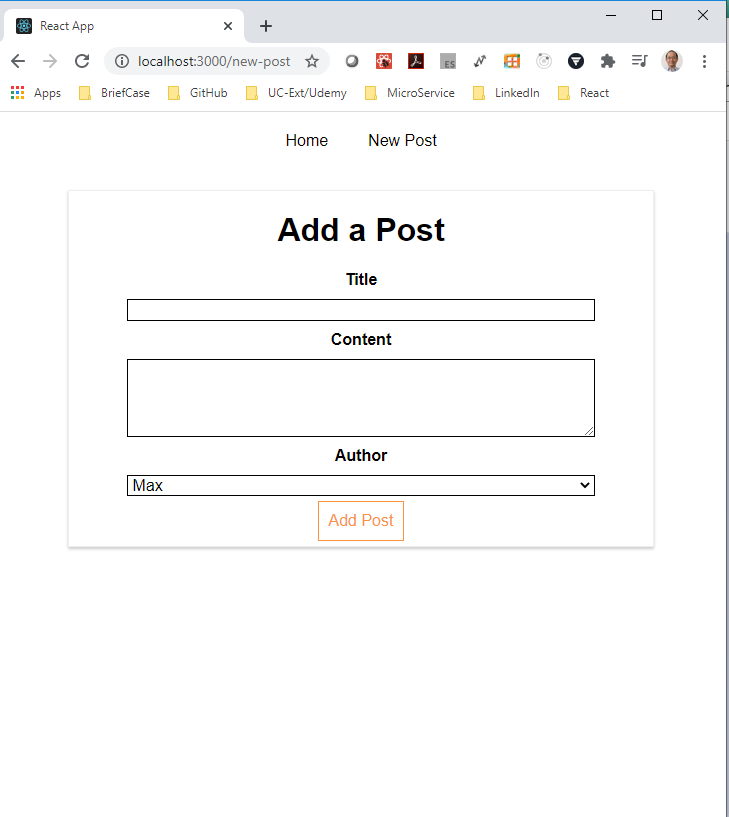 React App
localhost:3000/new-post
ES
Apps BriefCase GitHub UC-Ext/Udemy MicroService LinkedIn React
Home New Post
Add a Post
Title
Content
Author
Max
Add Post